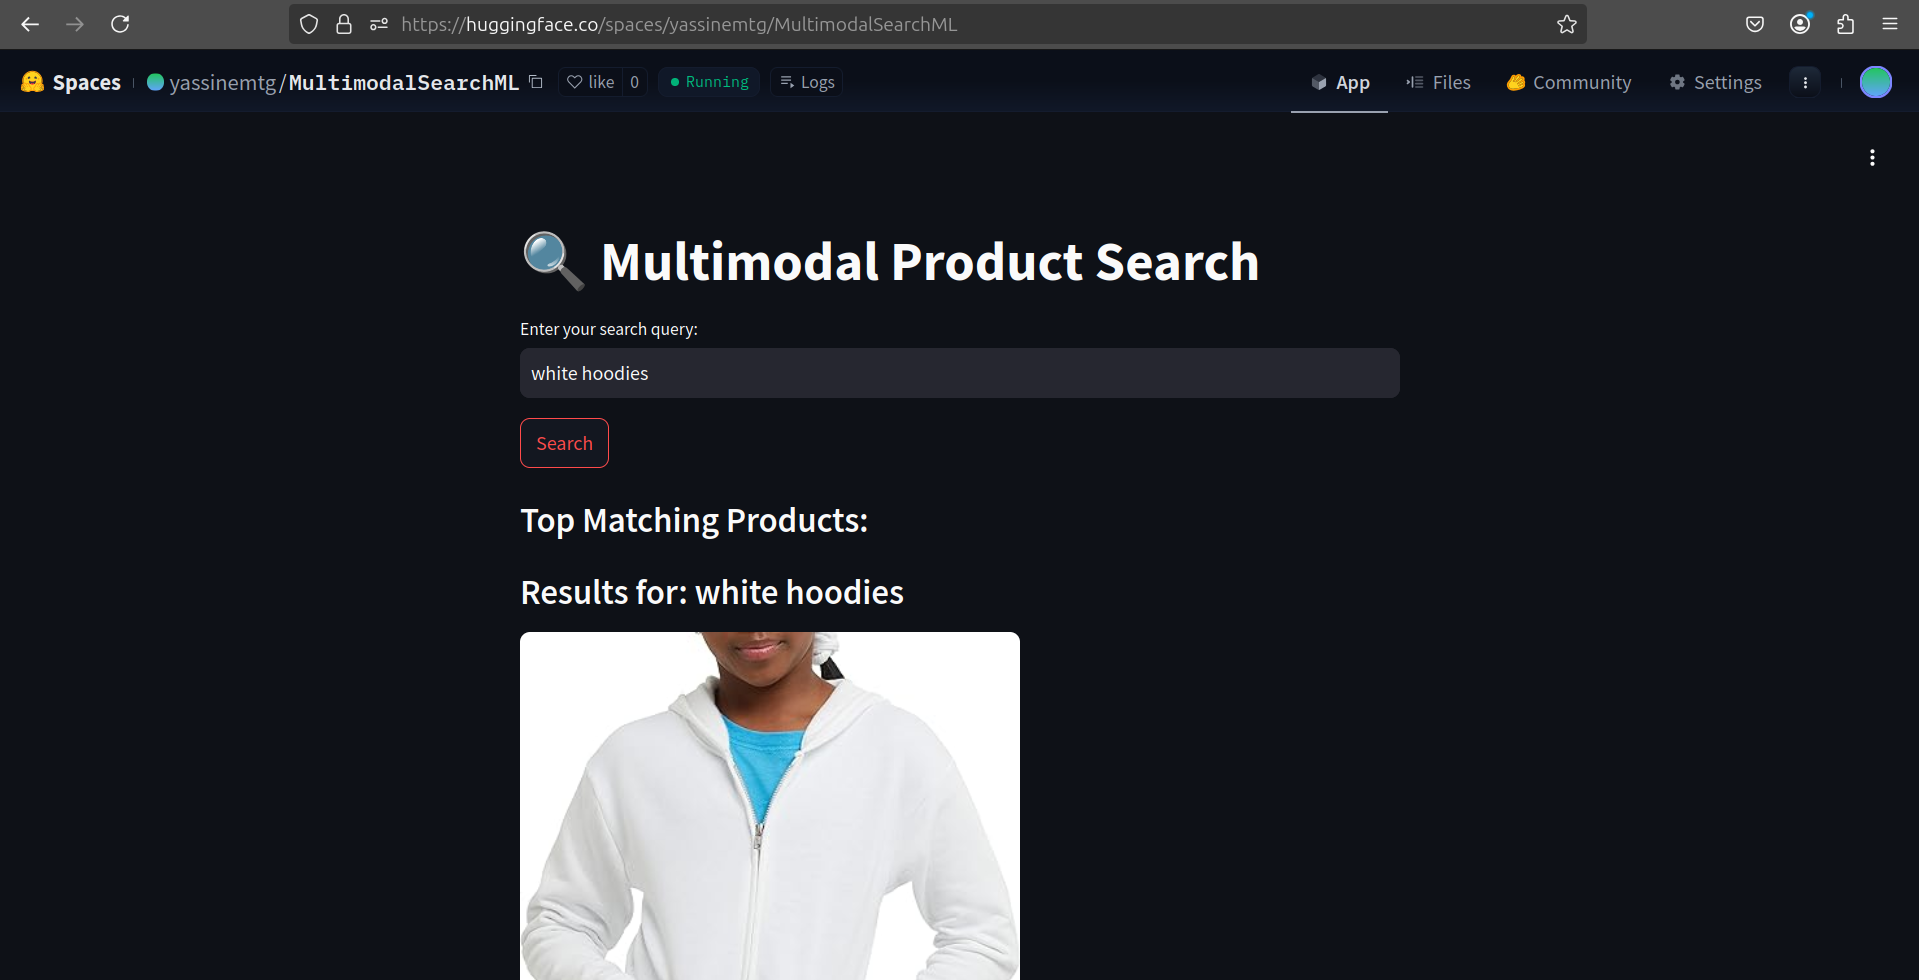 https://huggingface.co/spaces/yassinemtg/MultimodalSearchML
Spaces yassinemtg/MultimodalSearchML like 0 Running Logs App Files Community Settings
Multimodal Product Search
Enter your search query:
white hoodies
Search
Top Matching Products:
Results for: white hoodies